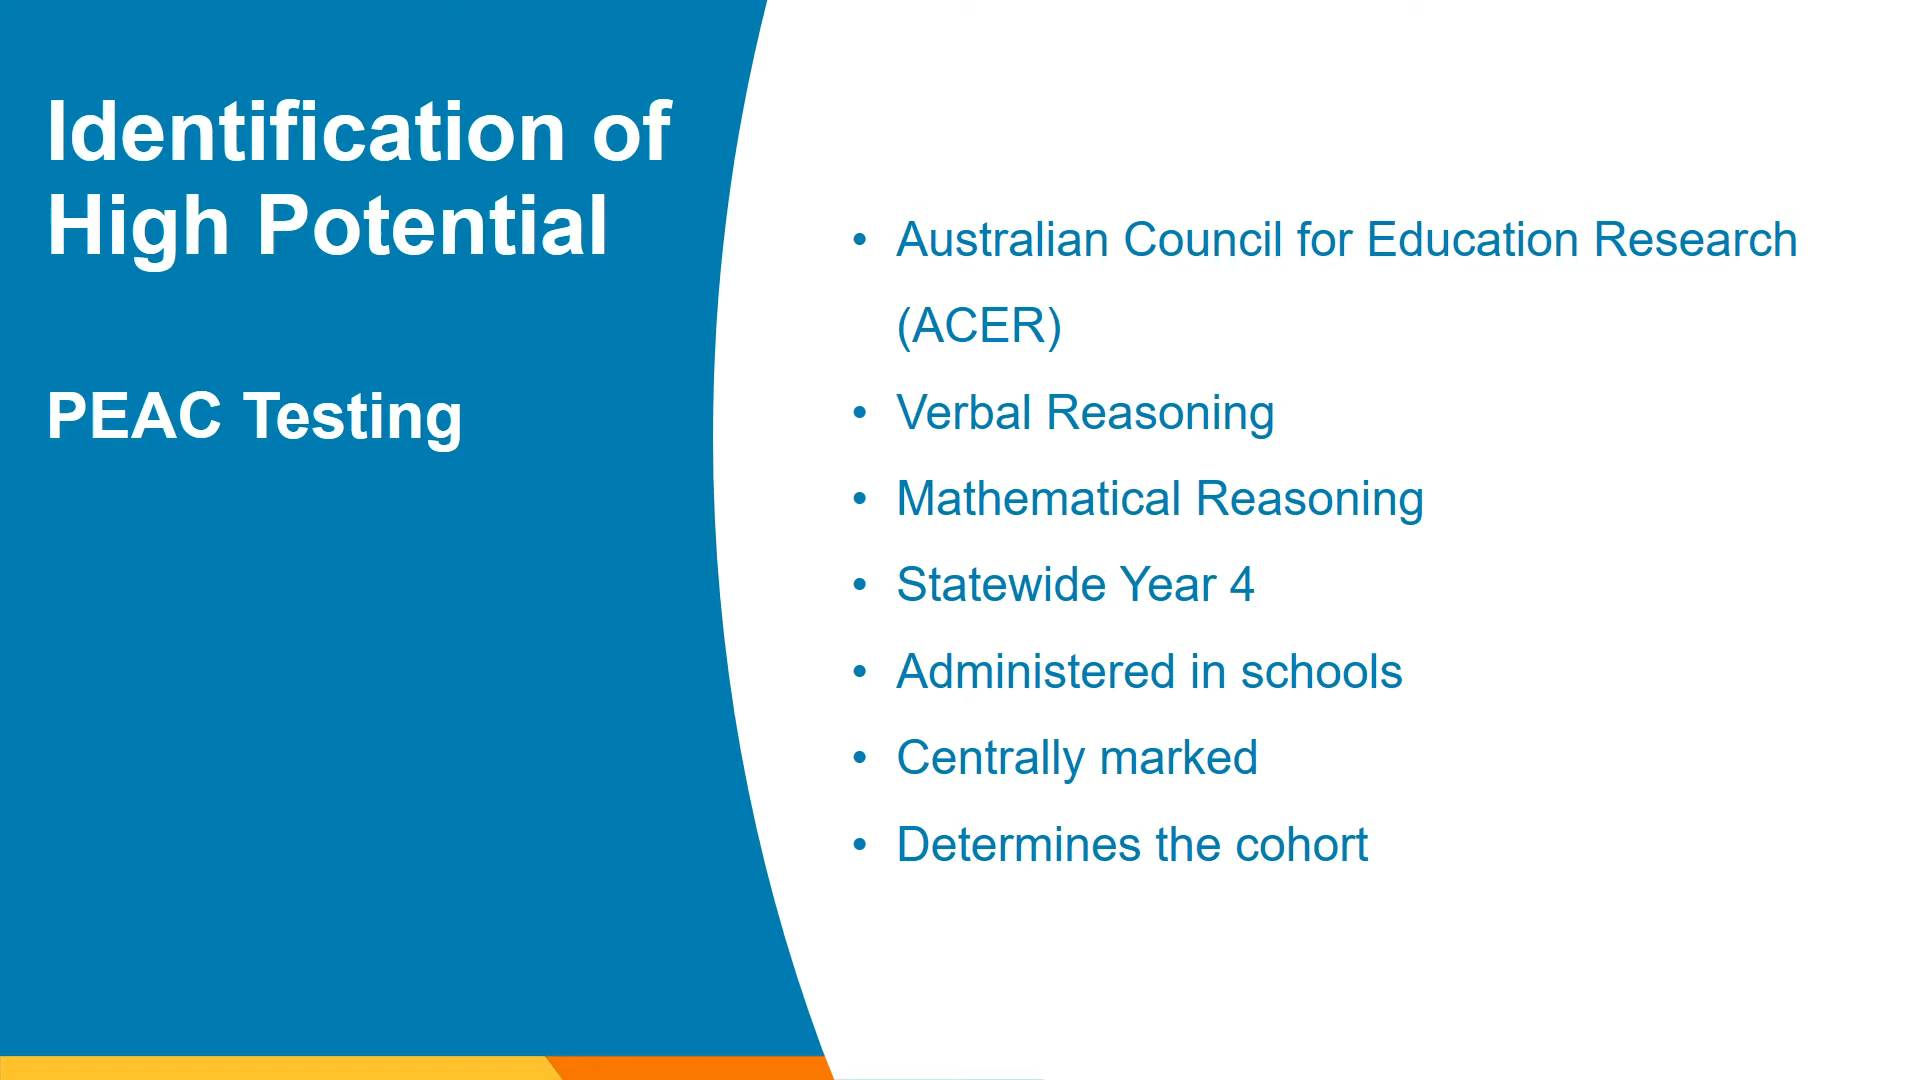 Identification of
High Potential
PEAC Testing
• Australian Council for Education Research
(ACER)
• Verbal Reasoning
• Mathematical Reasoning
• Statewide Year 4
• Administered in schools
• Centrally marked
• Determines the cohort